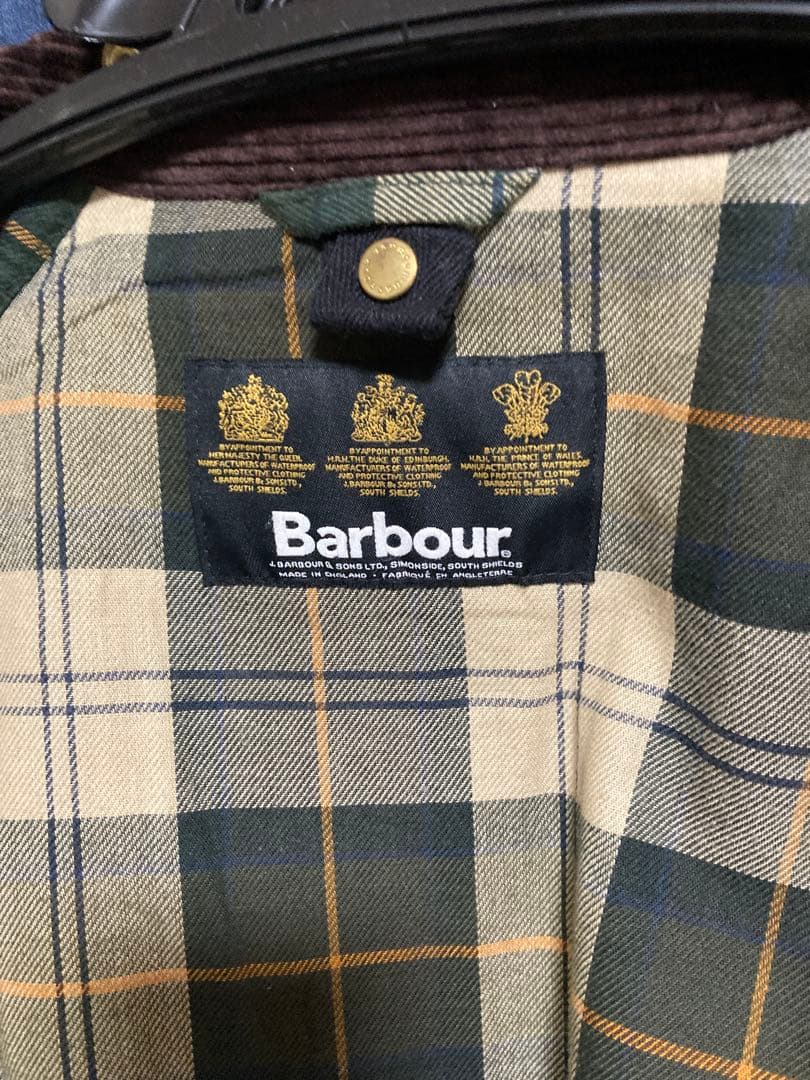 BY APPOINTMENT TO
HER MAJESTY THE QUEEN
MANUFACTURERS OF WATERPROOF
AND PROTECTIVE CLOTHING
J.BARBOUR & SONS LTD.,
SOUTH SHIELDS.
BY APPOINTMENT TO
H.R.H. THE DUKE OF EDINBURGH.
MANUFACTURERS OF WATERPROOF
AND PROTECTIVE CLOTHING
J.BARBOUR & SONS LTD.,
SOUTH SHIELDS.
BY APPOINTMENT TO
H.R.H. THE PRINCE OF WALES.
MANUFACTURERS OF WATERPROOF
AND PROTECTIVE CLOTHING
J.BARBOUR & SONS LTD.,
SOUTH SHIELDS.
Barbour®
J.BARBOUR & SONS LTD., SIMONSIDE, SOUTH SHIELDS
MADE IN ENGLAND · FABRIQUÉ EN ANGLETERRE